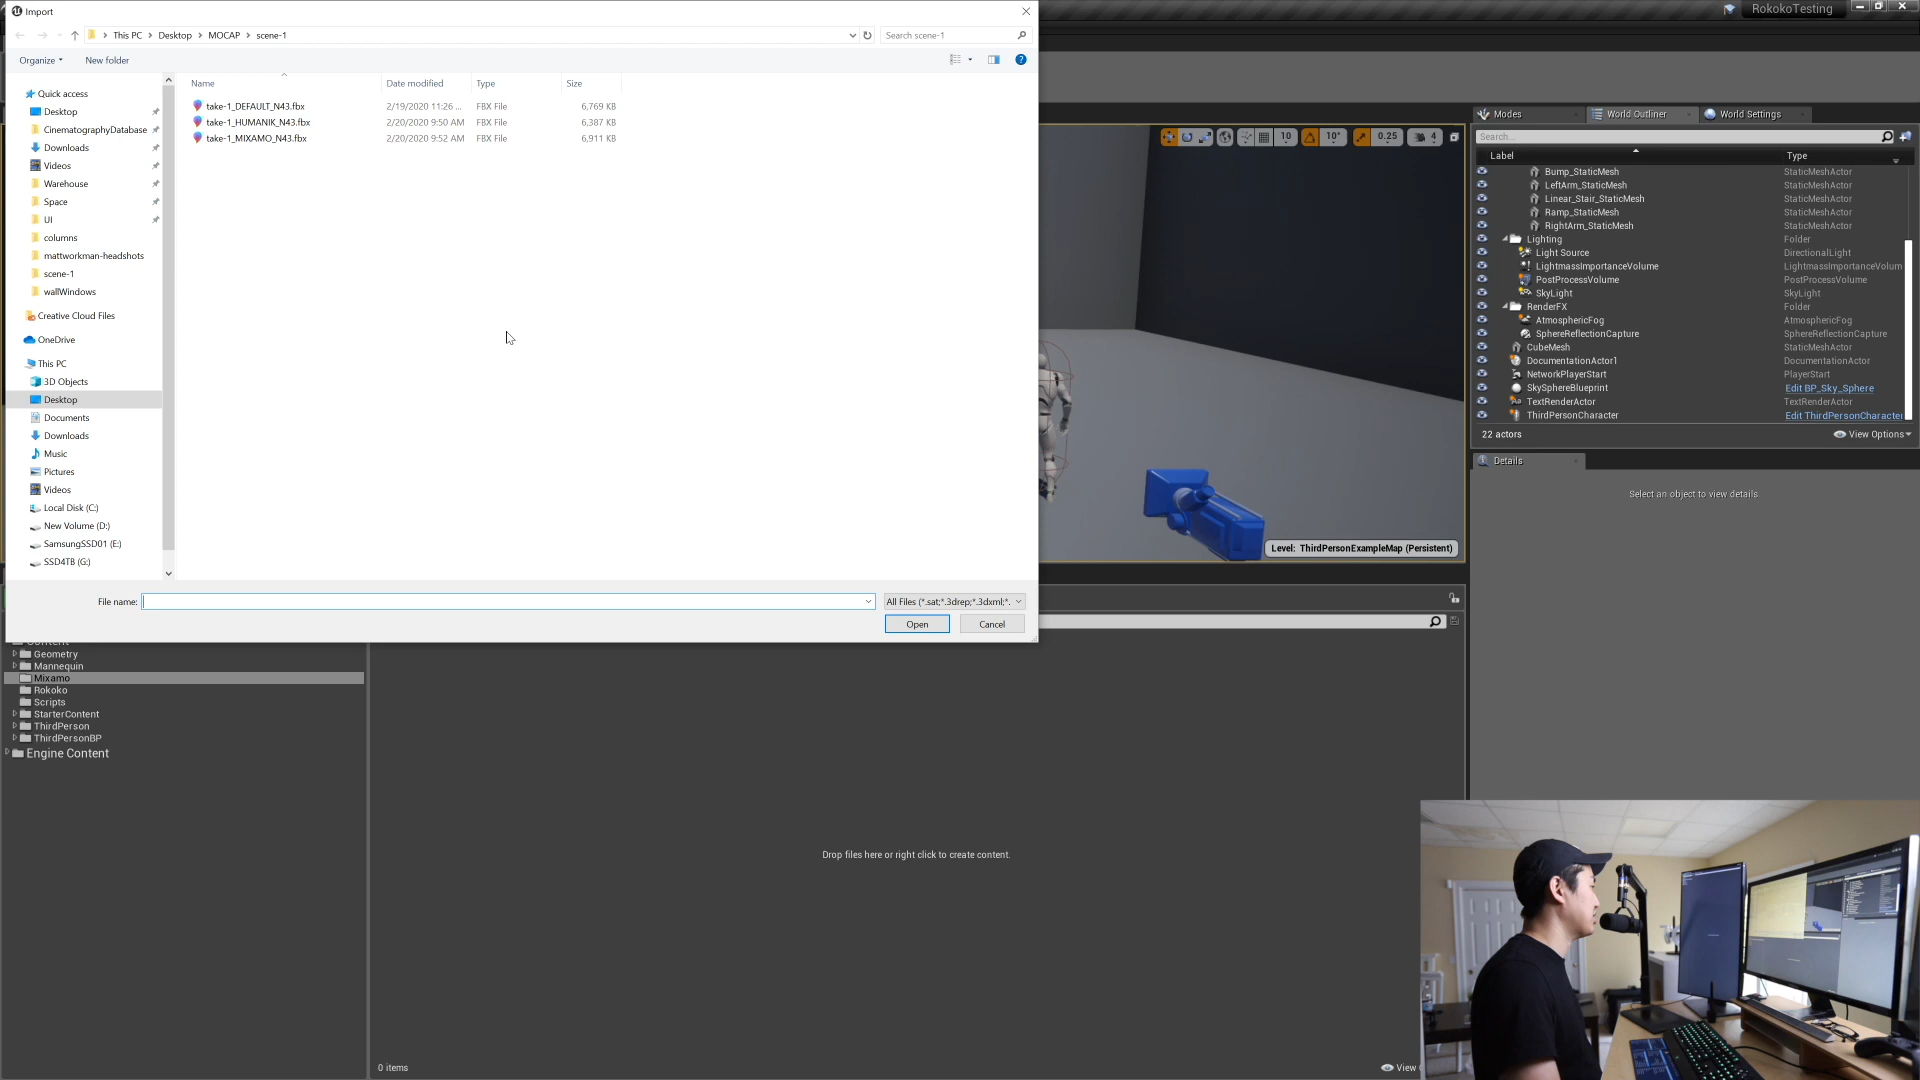 Import
RokokoTesting
This PC > Desktop > MOCAP > scene-1
Search scene-1
Organize
New folder
Name Date modified Type Size
take-1_DEFAULT_N43.fbx 2/19/2020 11:26 ... FBX File 6,769 KB
take-1_HUMANIK_N43.fbx 2/20/2020 9:50 AM FBX File 6,387 KB
take-1_MIXAMO_N43.fbx 2/20/2020 9:52 AM FBX File 6,911 KB
Quick access
Desktop
CinematographyDatabase
Downloads
Videos
Warehouse
Space
UI
columns
mattworkman-headshots
scene-1
wallWindows
Creative Cloud Files
OneDrive
This PC
3D Objects
Desktop
Documents
Downloads
Music
Pictures
Videos
Local Disk (C:)
New Volume (D:)
SamsungSSD01 (E:)
SSD4TB (G:)
File name:
All Files (*.sat;*.3drep;*.3dxml;*.
Open
Cancel
10 10° 0.25 4
Level: ThirdPersonExampleMap (Persistent)
Modes
World Outliner
World Settings
Search...
Label Type
Bump_StaticMesh StaticMeshActor
LeftArm_StaticMesh StaticMeshActor
Linear_Stair_StaticMesh StaticMeshActor
Ramp_StaticMesh StaticMeshActor
RightArm_StaticMesh StaticMeshActor
Lighting Folder
Light Source DirectionalLight
LightmassImportanceVolume LightmassImportanceVolum
PostProcessVolume PostProcessVolume
SkyLight SkyLight
RenderFX Folder
AtmosphericFog AtmosphericFog
SphereReflectionCapture SphereReflectionCapture
CubeMesh StaticMeshActor
DocumentationActor1 DocumentationActor
NetworkPlayerStart PlayerStart
SkySphereBlueprint Edit BP_Sky_Sphere
TextRenderActor TextRenderActor
ThirdPersonCharacter Edit ThirdPersonCharacter
22 actors
View Options
Details
Select an object to view details
Content
Geometry
Mannequin
Mixamo
Rokoko
Scripts
StarterContent
ThirdPerson
ThirdPersonBP
Engine Content
Drop files here or right click to create content.
0 items
View